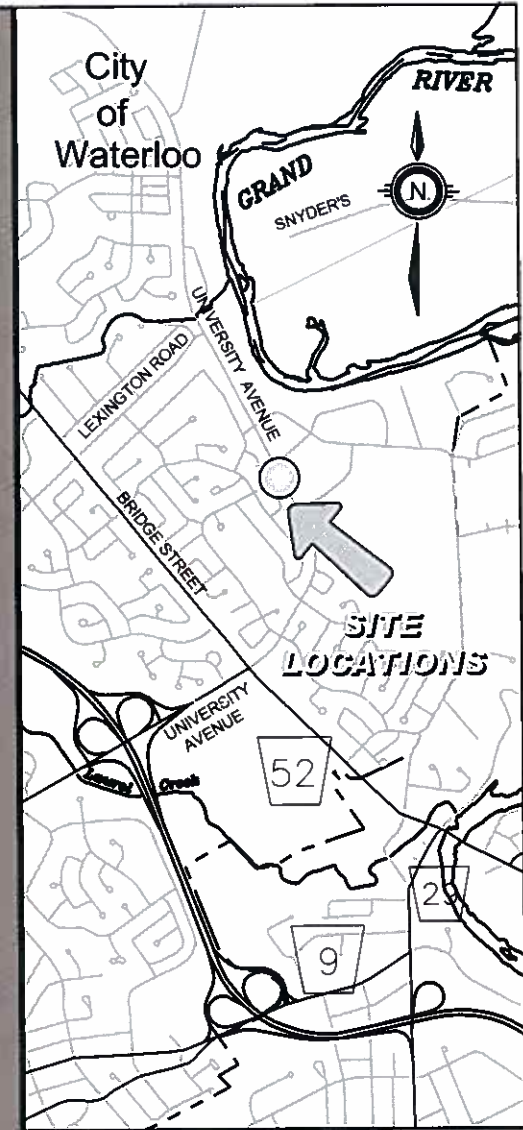 City
of
Waterloo
RIVER
GRAND
N.
SNYDER'S
UNIVERSITY AVENUE
LEXINGTON ROAD
BRIDGE STREET
SITE
LOCATIONS
UNIVERSITY
AVENUE
52
Laurel Creek
29
9